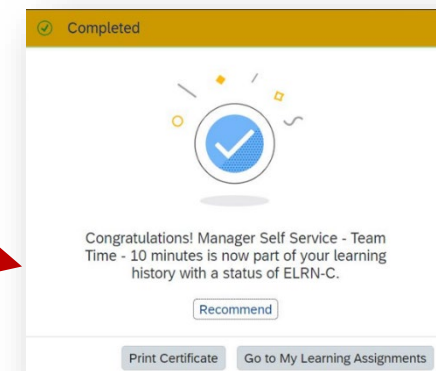 Completed
Congratulations! Manager Self Service - Team
Time - 10 minutes is now part of your learning
history with a status of ELRN-C.
Recommend
Print Certificate Go to My Learning Assignments